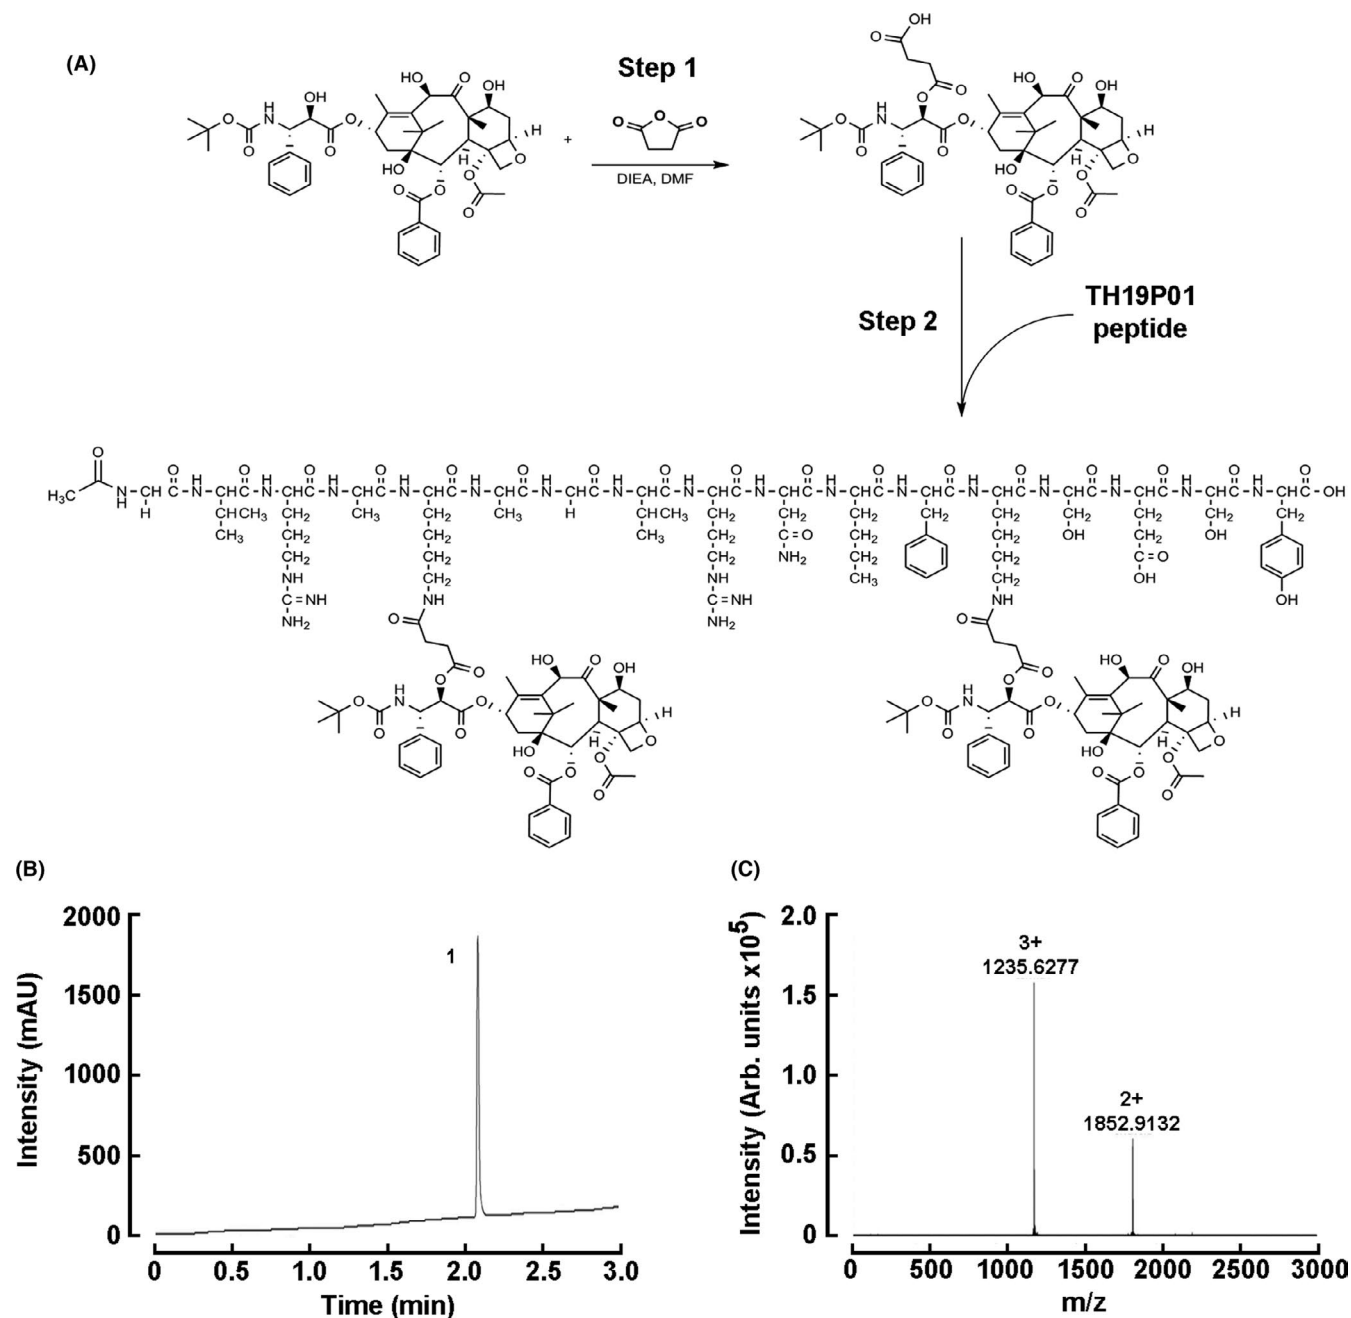 (A)
Step 1
DIEA, DMF
Step 2
TH19P01
peptide
(B)
2000
1500
1000
500
0
Intensity (mAU)
1
0 0.5 1.0 1.5 2.0 2.5 3.0
Time (min)
(C)
2.0
1.5
1.0
0.5
0
Intensity (Arb. units x10⁵)
3+
1235.6277
2+
1852.9132
0 500 1000 1500 2000 2500 3000
m/z